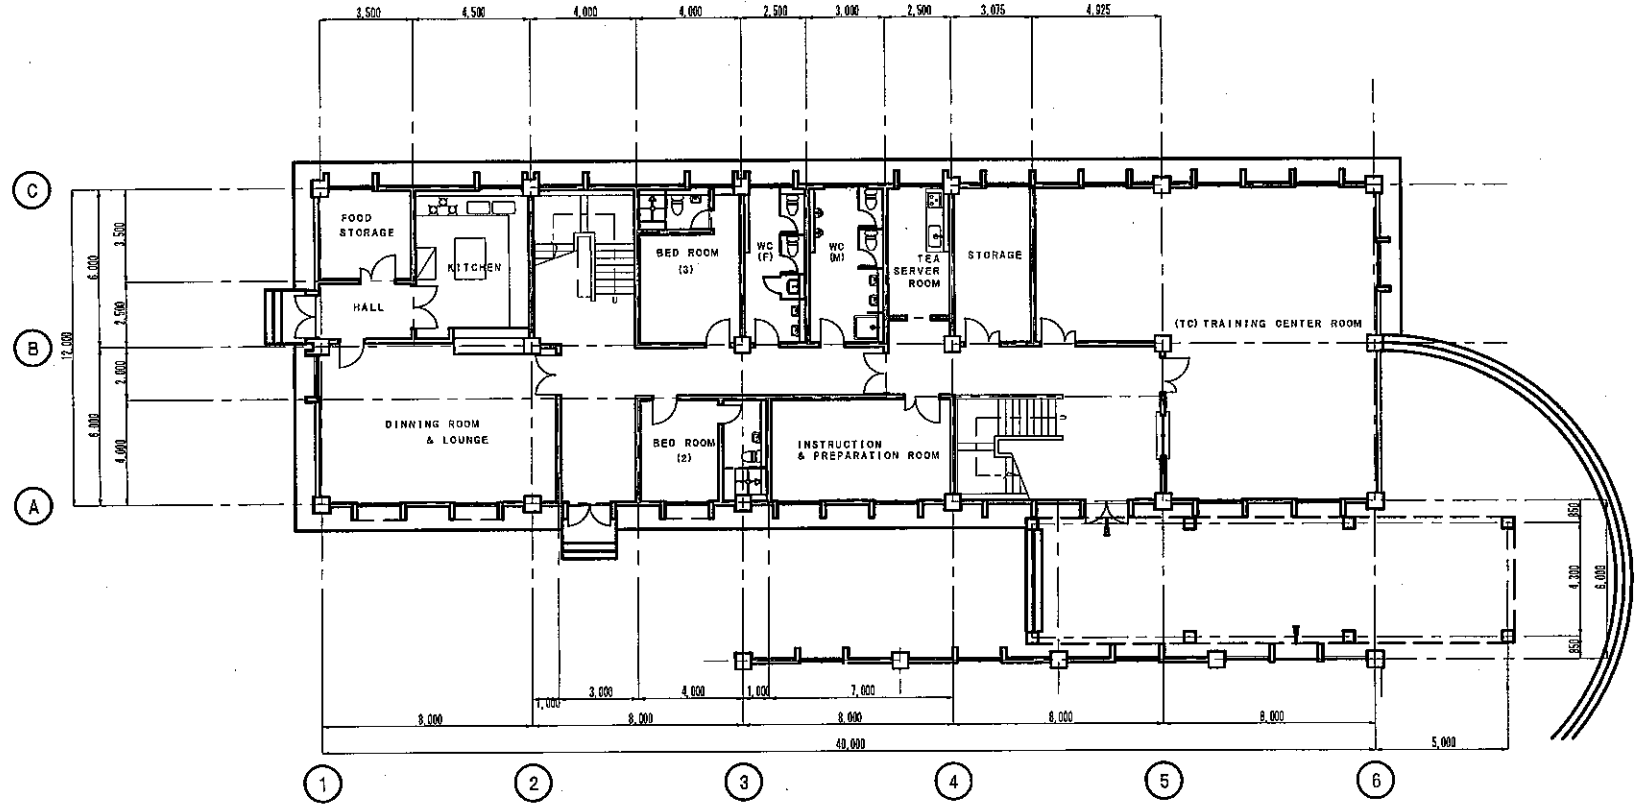 3,500
4,500
4,000
4,000
2,500
3,000
2,900
3,075
4,925
C
B
A
3,500
6,000
2,500
12,000
2,000
6,000
4,000
FOOD
STORAGE
KITCHEN
HALL
U
BED ROOM
(3)
WC
(F)
WC
(M)
TEA
SERVER
ROOM
STORAGE
(TC) TRAINING CENTER ROOM
DINNING ROOM
& LOUNGE
BED ROOM
(2)
INSTRUCTION
& PREPARATION ROOM
U
850
4,300
6,000
850
1,000
3,000
4,000
1,000
7,000
8,000
8,000
8,000
8,000
8,000
40,000
5,000
1
2
3
4
5
6